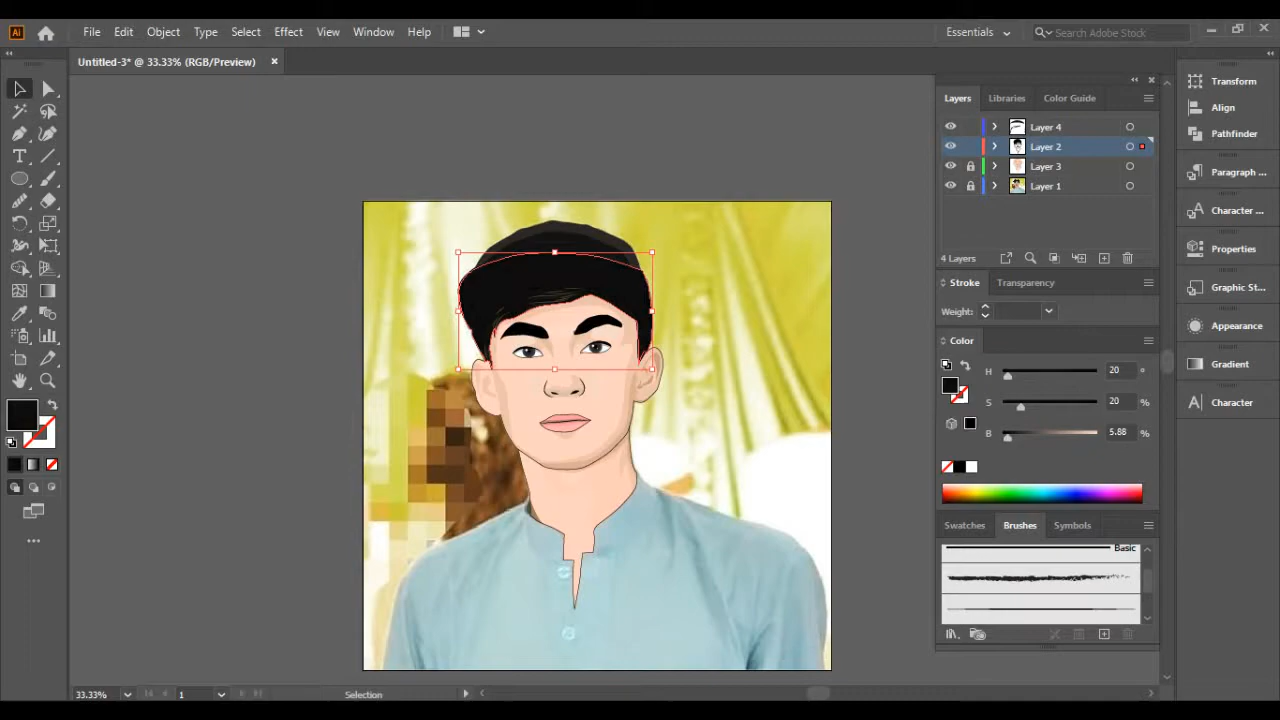 Ai File Edit Object Type Select Effect View Window Help Essentials Search Adobe Stock
Untitled-3* @ 33.33% (RGB/Preview)
Layers Libraries Color Guide
Layer 4
Layer 2
Layer 3
Layer 1
4 Layers
Stroke Transparency
Weight:
Color
H 20 °
S 20 %
B 5.88 %
Swatches Brushes Symbols
Basic
Transform
Align
Pathfinder
Paragraph ...
Character ...
Properties
Graphic St...
Appearance
Gradient
Character
33.33% 1 Selection